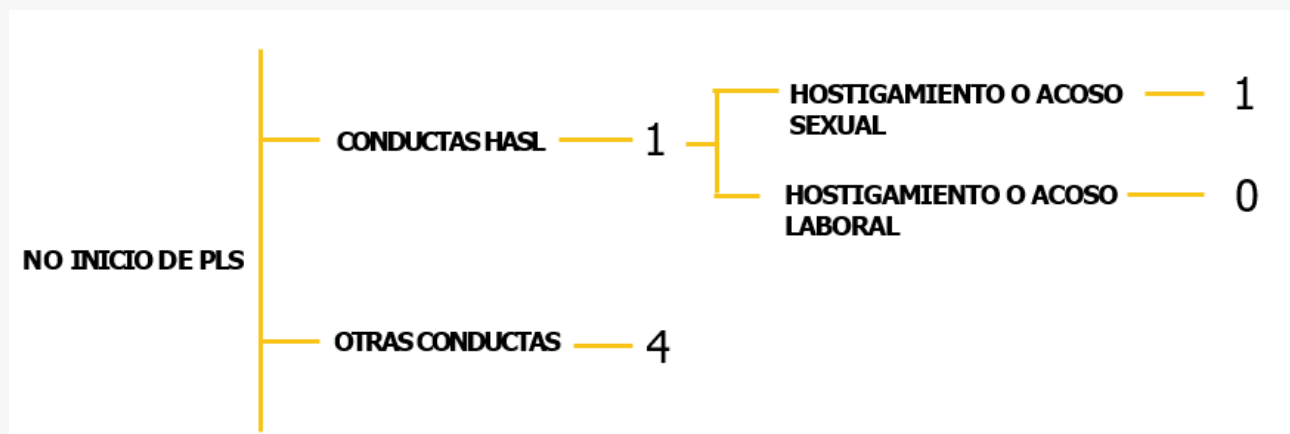 HOSTIGAMIENTO O ACOSO
SEXUAL
1
CONDUCTAS HASL
1
HOSTIGAMIENTO O ACOSO
LABORAL
0
NO INICIO DE PLS
OTRAS CONDUCTAS
4